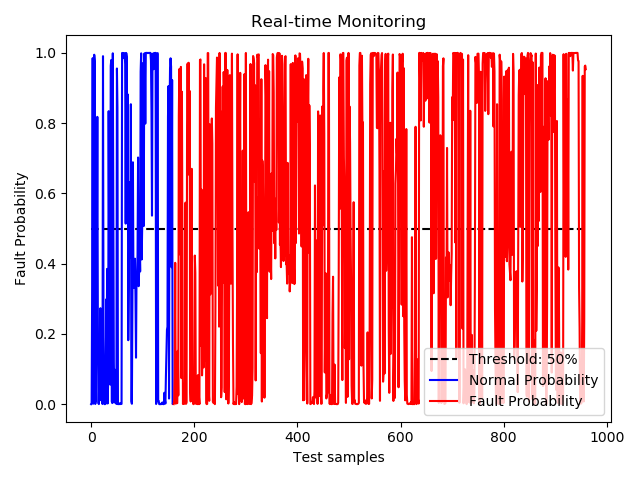 Real-time Monitoring
Fault Probability
1.0
0.8
0.6
0.4
0.2
0.0
Threshold: 50%
Normal Probability
Fault Probability
0
200
400
600
800
1000
Test samples